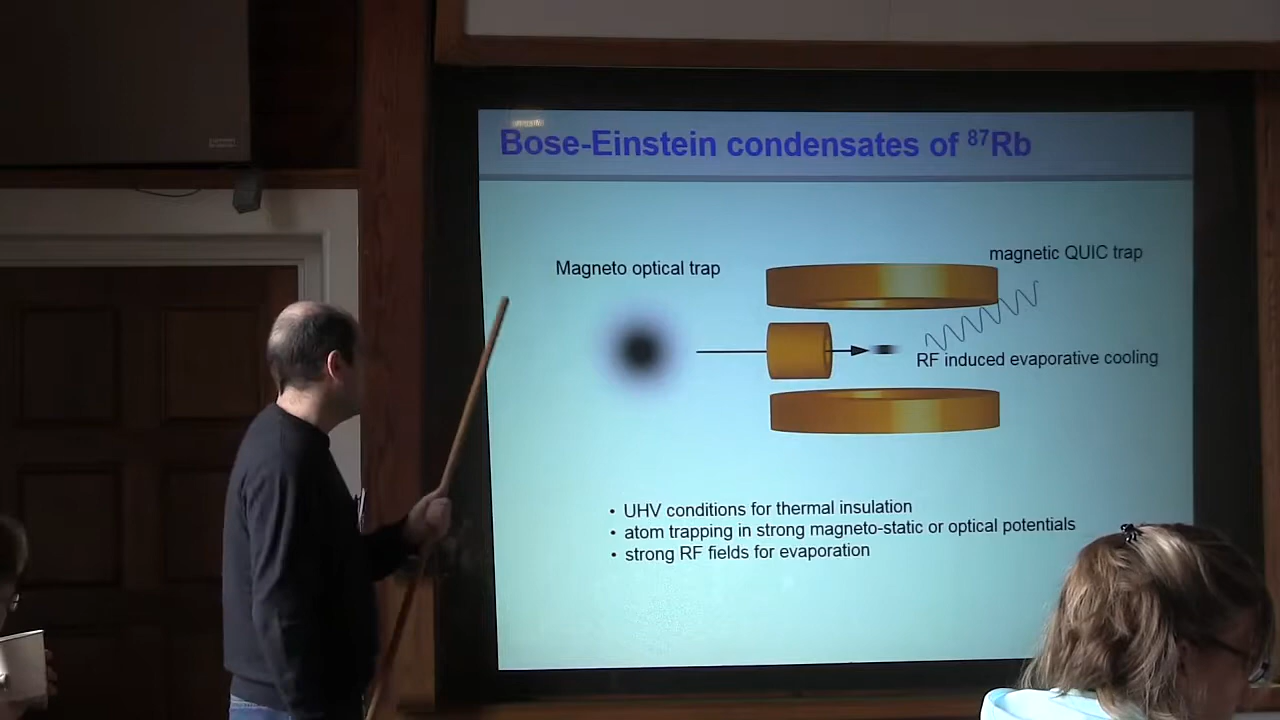 Bose-Einstein condensates of ⁸⁷Rb
magnetic QUIC trap
Magneto optical trap
RF induced evaporative cooling
• UHV conditions for thermal insulation
• atom trapping in strong magneto-static or optical potentials
• strong RF fields for evaporation